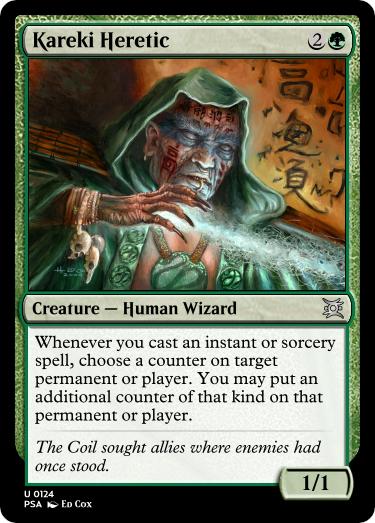 Kareki Heretic
2
Creature — Human Wizard
Whenever you cast an instant or sorcery
spell, choose a counter on target
permanent or player. You may put an
additional counter of that kind on that
permanent or player.
The Coil sought allies where enemies had
once stood.
1/1
U 0124
PSA Ed Cox